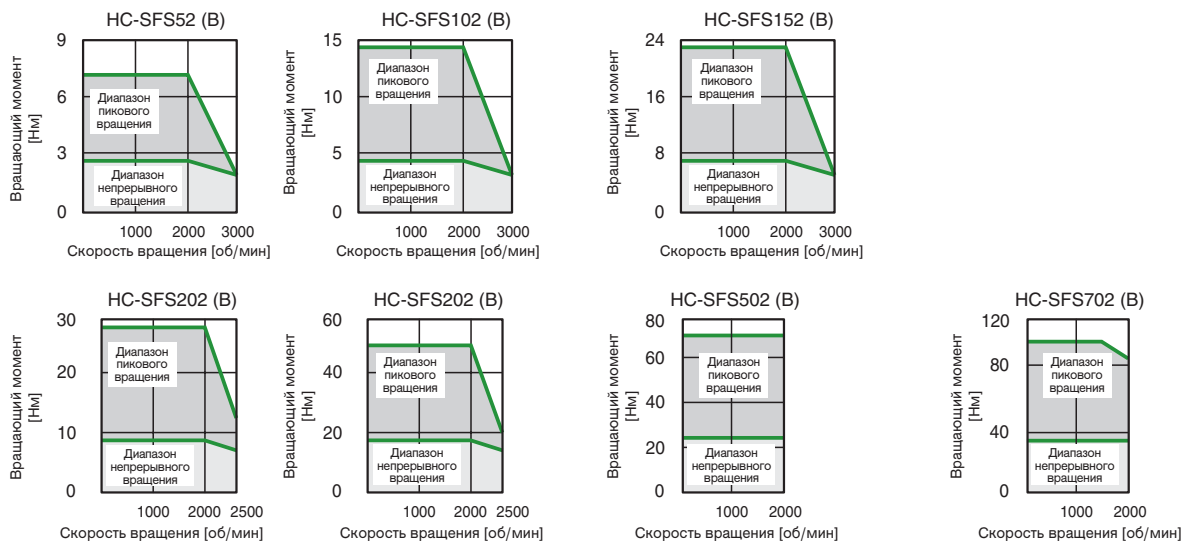 HC-SFS52 (B)
Вращающий момент
[Нм]
9
6
3
0
Диапазон
пикового
вращения
Диапазон
непрерывного
вращения
1000 2000 3000
Скорость вращения [об/мин]
HC-SFS102 (B)
Вращающий момент
[Нм]
15
10
5
0
Диапазон
пикового
вращения
Диапазон
непрерывного
вращения
1000 2000 3000
Скорость вращения [об/мин]
HC-SFS152 (B)
Вращающий момент
[Нм]
24
16
8
0
Диапазон
пикового
вращения
Диапазон
непрерывного
вращения
1000 2000 3000
Скорость вращения [об/мин]
HC-SFS202 (B)
Вращающий момент
[Нм]
30
20
10
0
Диапазон
пикового
вращения
Диапазон
непрерывного
вращения
1000 2000 2500
Скорость вращения [об/мин]
HC-SFS202 (B)
Вращающий момент
[Нм]
60
40
20
0
Диапазон
пикового
вращения
Диапазон
непрерывного
вращения
1000 2000 2500
Скорость вращения [об/мин]
HC-SFS502 (B)
Вращающий момент
[Нм]
80
60
40
20
0
Диапазон
пикового
вращения
Диапазон
непрерывного
вращения
1000 2000
Скорость вращения [об/мин]
HC-SFS702 (B)
Вращающий момент
[Нм]
120
80
40
0
Диапазон
пикового
вращения
Диапазон
непрерывного
вращения
1000 2000
Скорость вращения [об/мин]